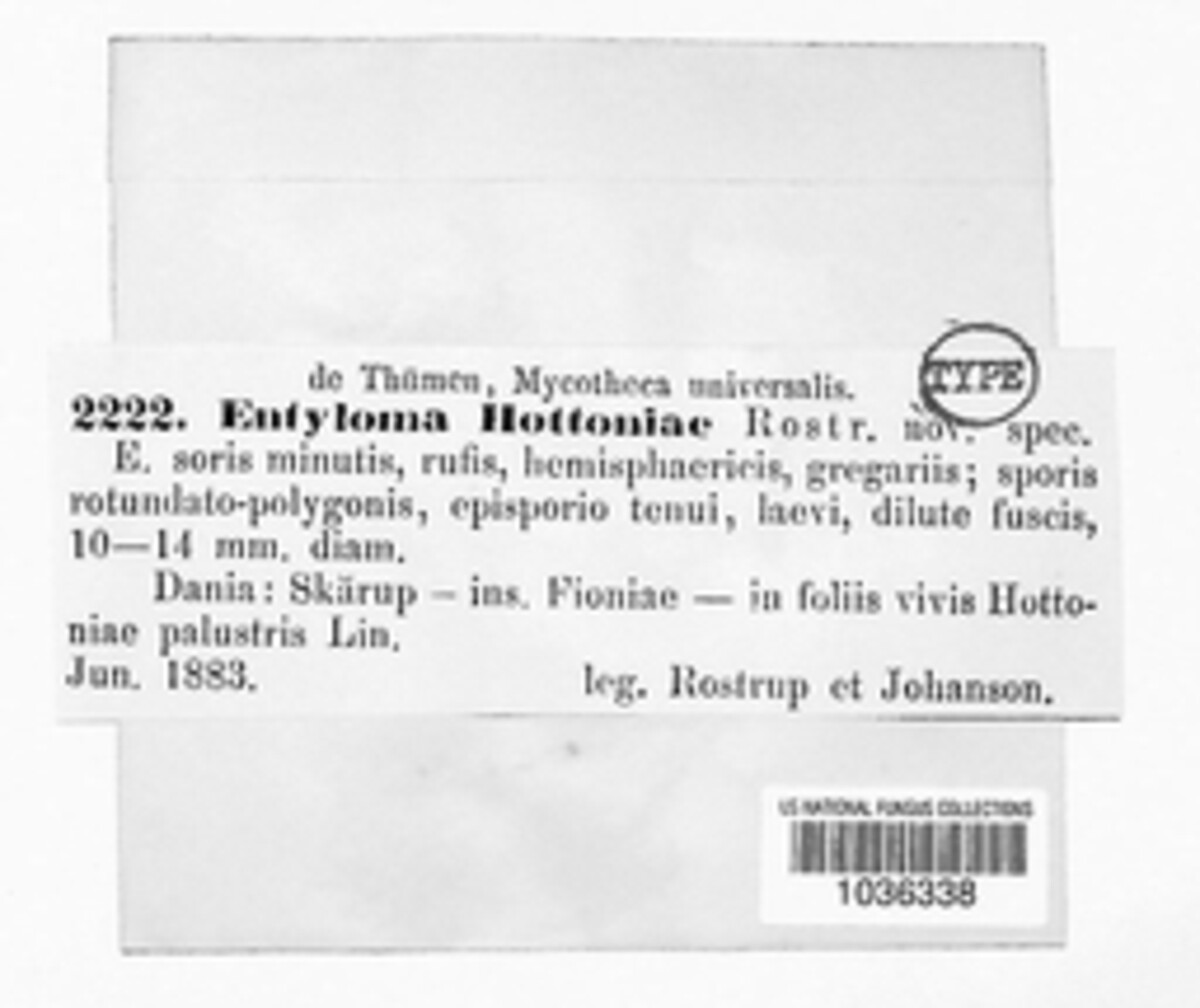 de Thümen, Mycotheca universalis.
TYPE
2222. Entyloma Hottoniae Rostr. nov. spec.
E. soris minutis, rufis, hemisphaericis, gregariis; sporis
rotundato-polygonis, episporio tenui, laevi, dilute fuscis,
10—14 mm. diam.
Dania: Skärup – ins. Fioniae — in foliis vivis Hotto-
niae palustris Lin.
Jun. 1883. leg. Rostrup et Johanson.
US NATIONAL FUNGUS COLLECTIONS
1036338